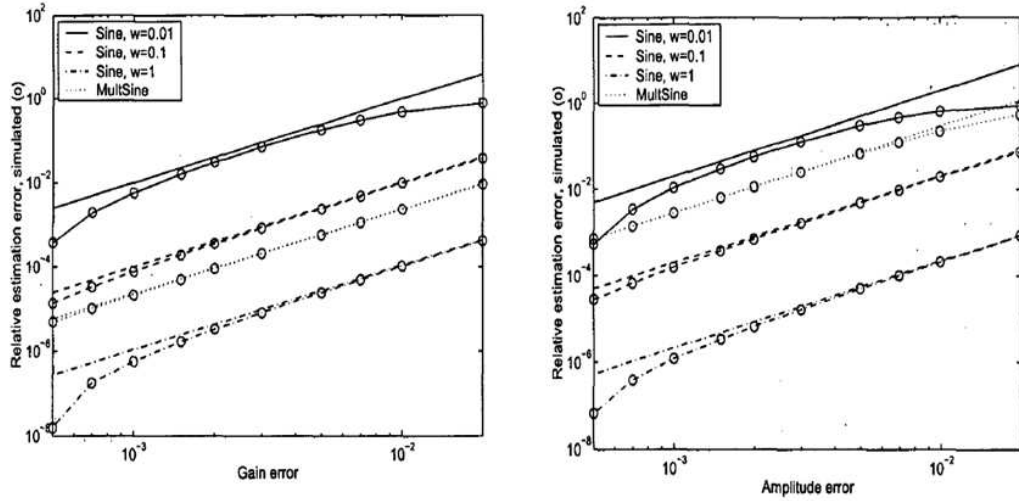 10^2
10^0
10^-2
10^-4
10^-6
10^-8
Relative estimation error, simulated (o)
Sine, w=0.01
Sine, w=0.1
Sine, w=1
MultSine
10^-3
10^-2
Gain error
10^2
10^0
10^-2
10^-4
10^-6
10^-8
Relative estimation error, simulated (o)
Sine, w=0.01
Sine, w=0.1
Sine, w=1
MultSine
10^-3
10^-2
Amplitude error